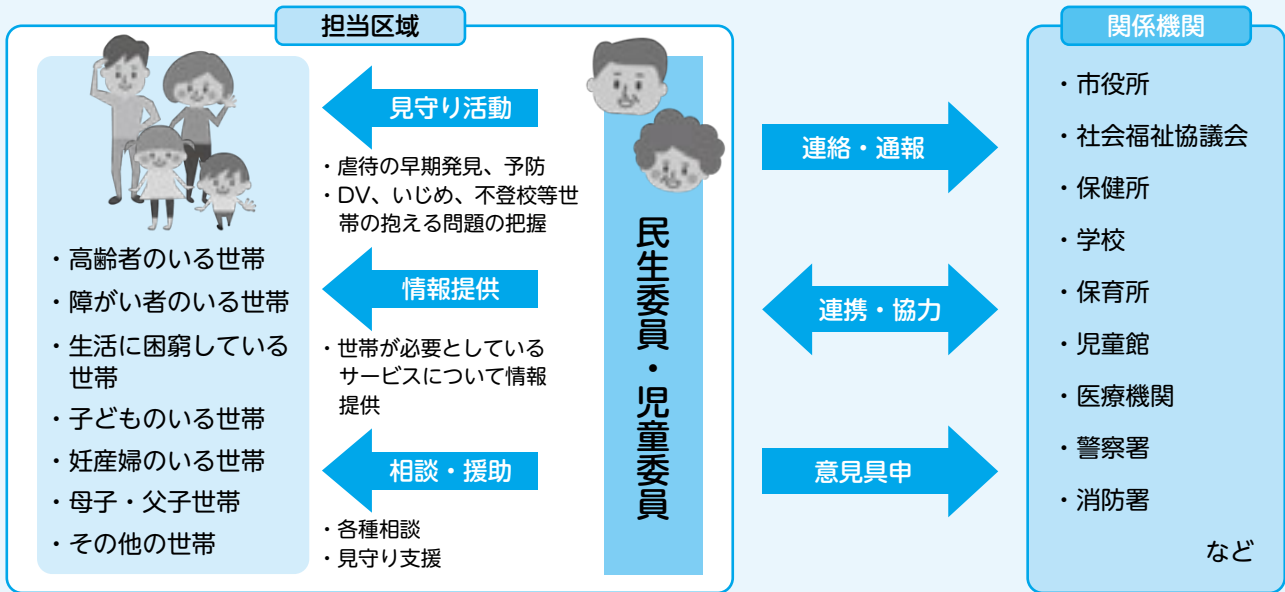 担当区域
・高齢者のいる世帯
・障がい者のいる世帯
・生活に困窮している
世帯
・子どものいる世帯
・妊産婦のいる世帯
・母子・父子世帯
・その他の世帯
見守り活動
・虐待の早期発見、予防
・DV、いじめ、不登校等世
帯の抱える問題の把握
情報提供
・世帯が必要としている
サービスについて情報
提供
相談・援助
・各種相談
・見守り支援
民生委員・児童委員
連絡・通報
連携・協力
意見具申
関係機関
・市役所
・社会福祉協議会
・保健所
・学校
・保育所
・児童館
・医療機関
・警察署
・消防署
など